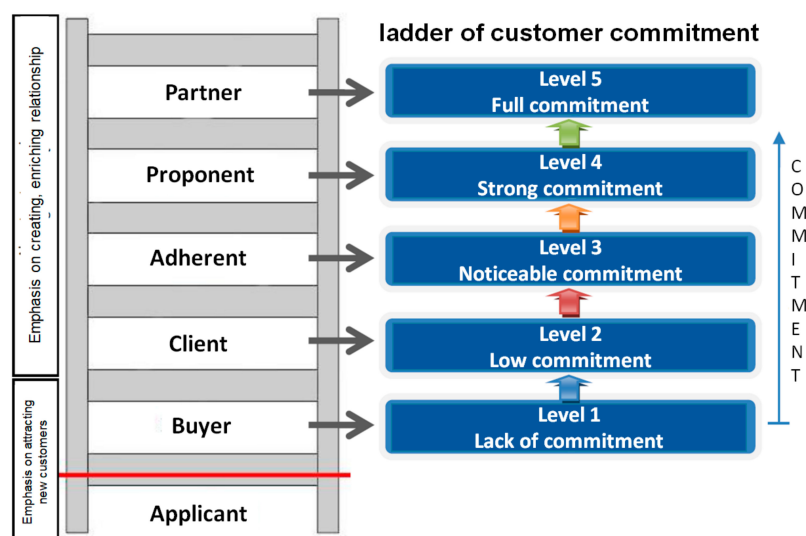 ladder of customer commitment
Emphasis on creating, enriching relationship
Emphasis on attracting
new customers
Partner
Proponent
Adherent
Client
Buyer
Applicant
Level 5
Full commitment
Level 4
Strong commitment
Level 3
Noticeable commitment
Level 2
Low commitment
Level 1
Lack of commitment
COMMITMENT